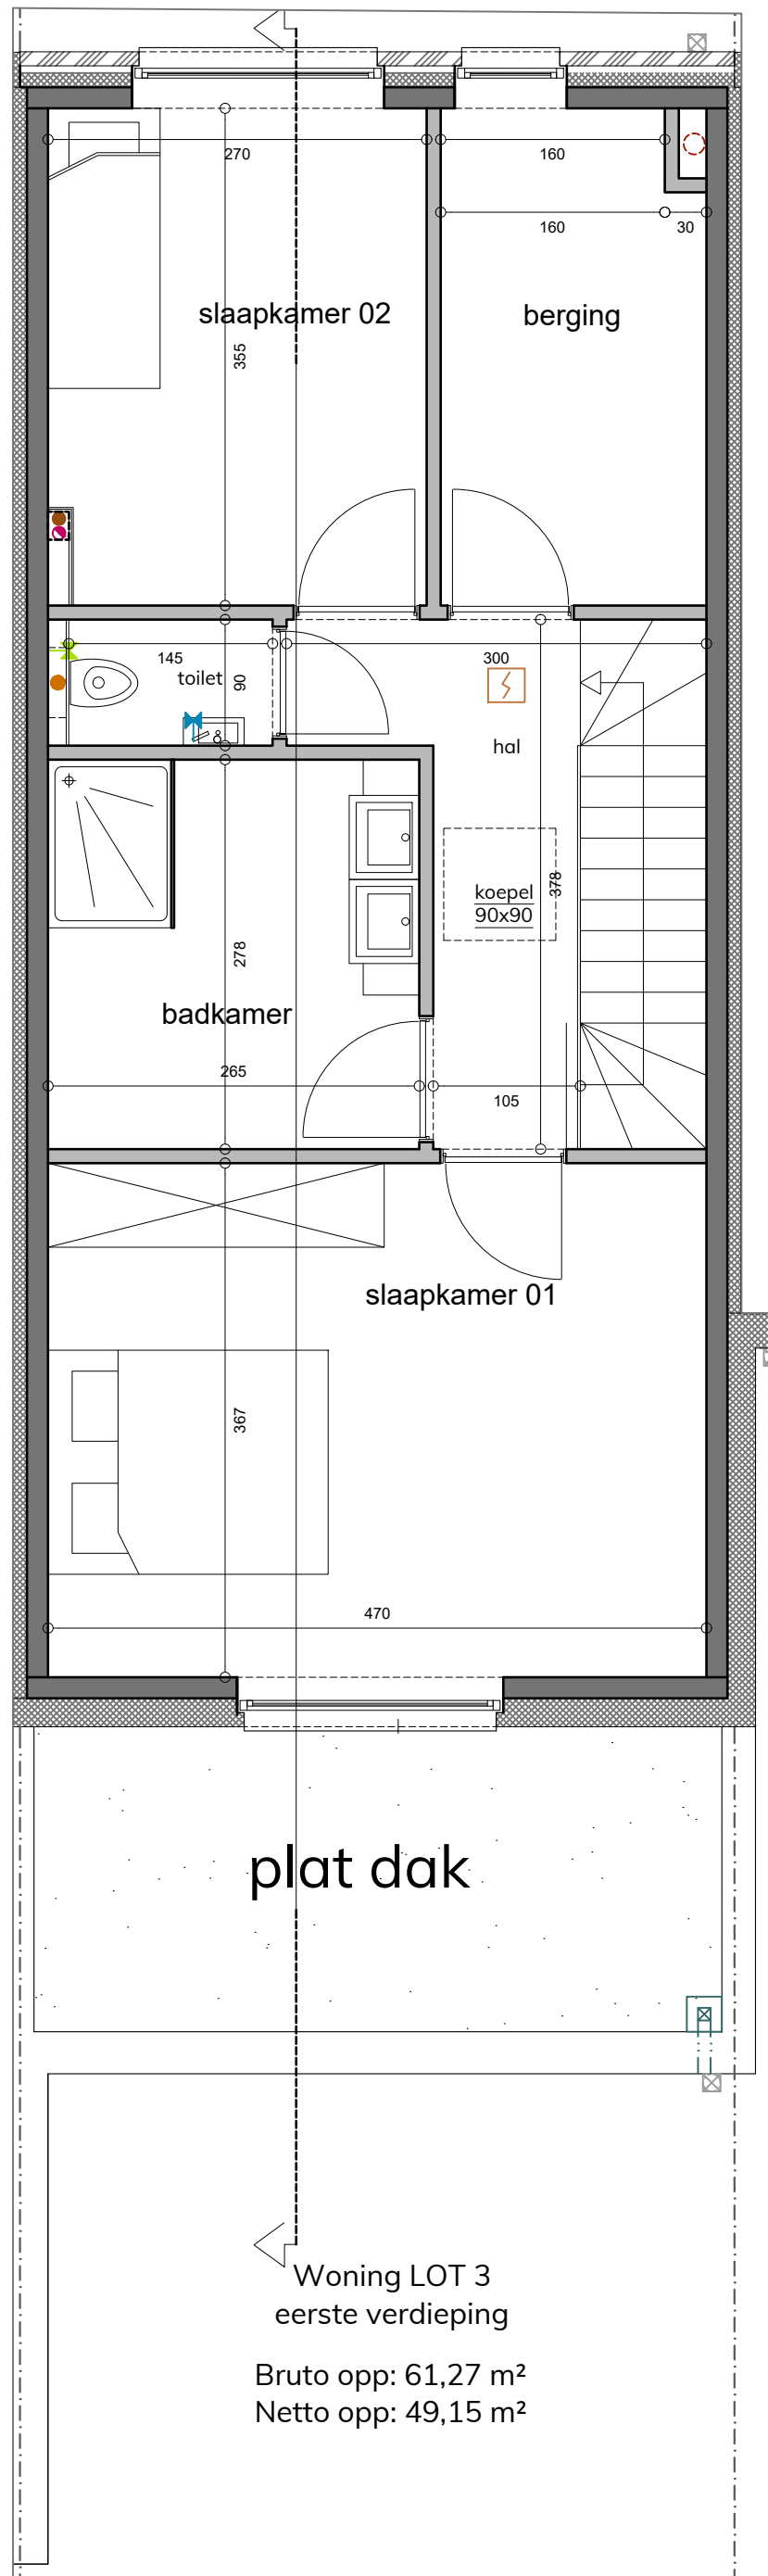 270
160
160
30
slaapkamer 02
berging
355
145
300
toilet
90
hal
koepel
90x90
378
278
badkamer
265
105
slaapkamer 01
367
470
plat dak
Woning LOT 3
eerste verdieping
Bruto opp: 61,27 m²
Netto opp: 49,15 m²